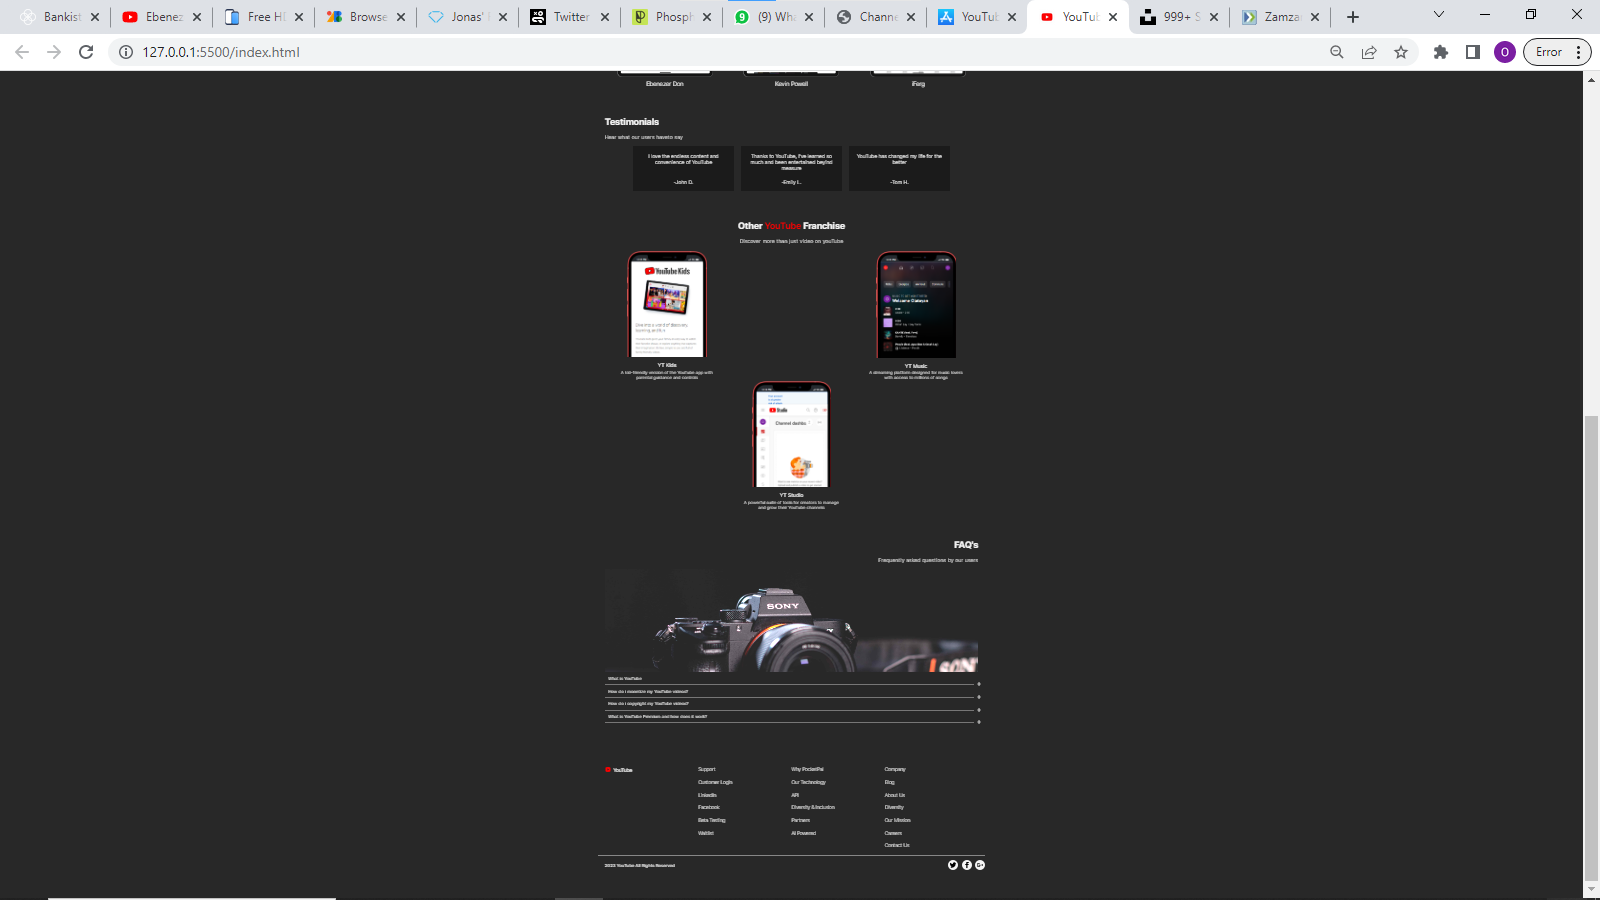 Bankist
Ebenez
Free HI
Browse
Jonas'
Twitter
Phosph
(9) Wha
Channe
YouTub
YouTub
999+ S
Zamza
127.0.0.1:5500/index.html
O
Error
Ebenezer Don
Kevin Powell
iFerg
Testimonials
Hear what our users haveto say
I love the endless content and
convenience of YouTube
-John D.
Thanks to YouTube, I've learned so
much and been entertained beyind
measure
-Emily L.
YouTube has changed my life for the
better
-Tom H.
Other YouTube Franchise
Discover more than just video on youTube
YouTube Kids
YT Kids
A kid-friendly version of the YouTube app with
parental guidance and controls
Welcome Oladayo
YT Music
A streaming platform designed for music lovers
with access to millions of songs
Studio
Channel dashbo
YT Studio
A powerful suite of tools for creators to manage
and grow their YouTube channels
FAQ's
Frequently asked questions by our users
SONY
SONY
What is YouTube
How do i monetize my YouTube videos?
How do i copyright my YouTube videos?
What is YouTube Premium and how does it work?
YouTube
Support
Customer Login
LinkedIn
Facebook
Beta Testing
Waitlist
Why PocketPal
Our Technology
API
Diversity & Inclusion
Partners
AI Powered
Company
Blog
About Us
Diversity
Our Mission
Careers
Contact Us
2023 YouTube All Rights Reserved